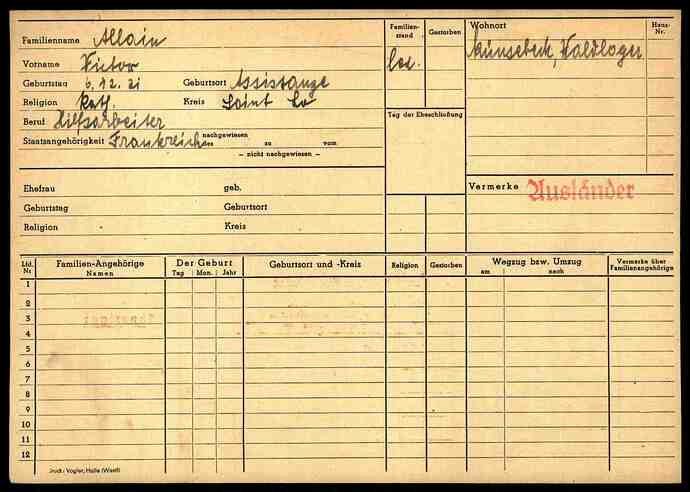 Familienname Allain
Vorname Victor
Geburtstag 6.12.21 Geburtsort Assistanze
Religion kath. Kreis Saint Lo
Beruf Hilfsarbeiter
Staatsangehörigkeit Frankreich nachgewiesen des zu vom
– nicht nachgewiesen –
Familienstand led.
Gestorben
Tag der Eheschließung
Wohnort Haus-Nr.
Künsebeck, Waldlager
Vermerke Ausländer
Ehefrau geb.
Geburtstag Geburtsort
Religion Kreis
Lfd. Nr. Familien-Angehörige Namen Der Geburt Tag Mon. Jahr Geburtsort und -Kreis Religion Gestorben Wegzug bzw. Umzug am nach Vermerke über Familienangehörige
1
2
3
4
5
6
7
8
9
10
11
12
Druck: Vogler, Halle (Westf)